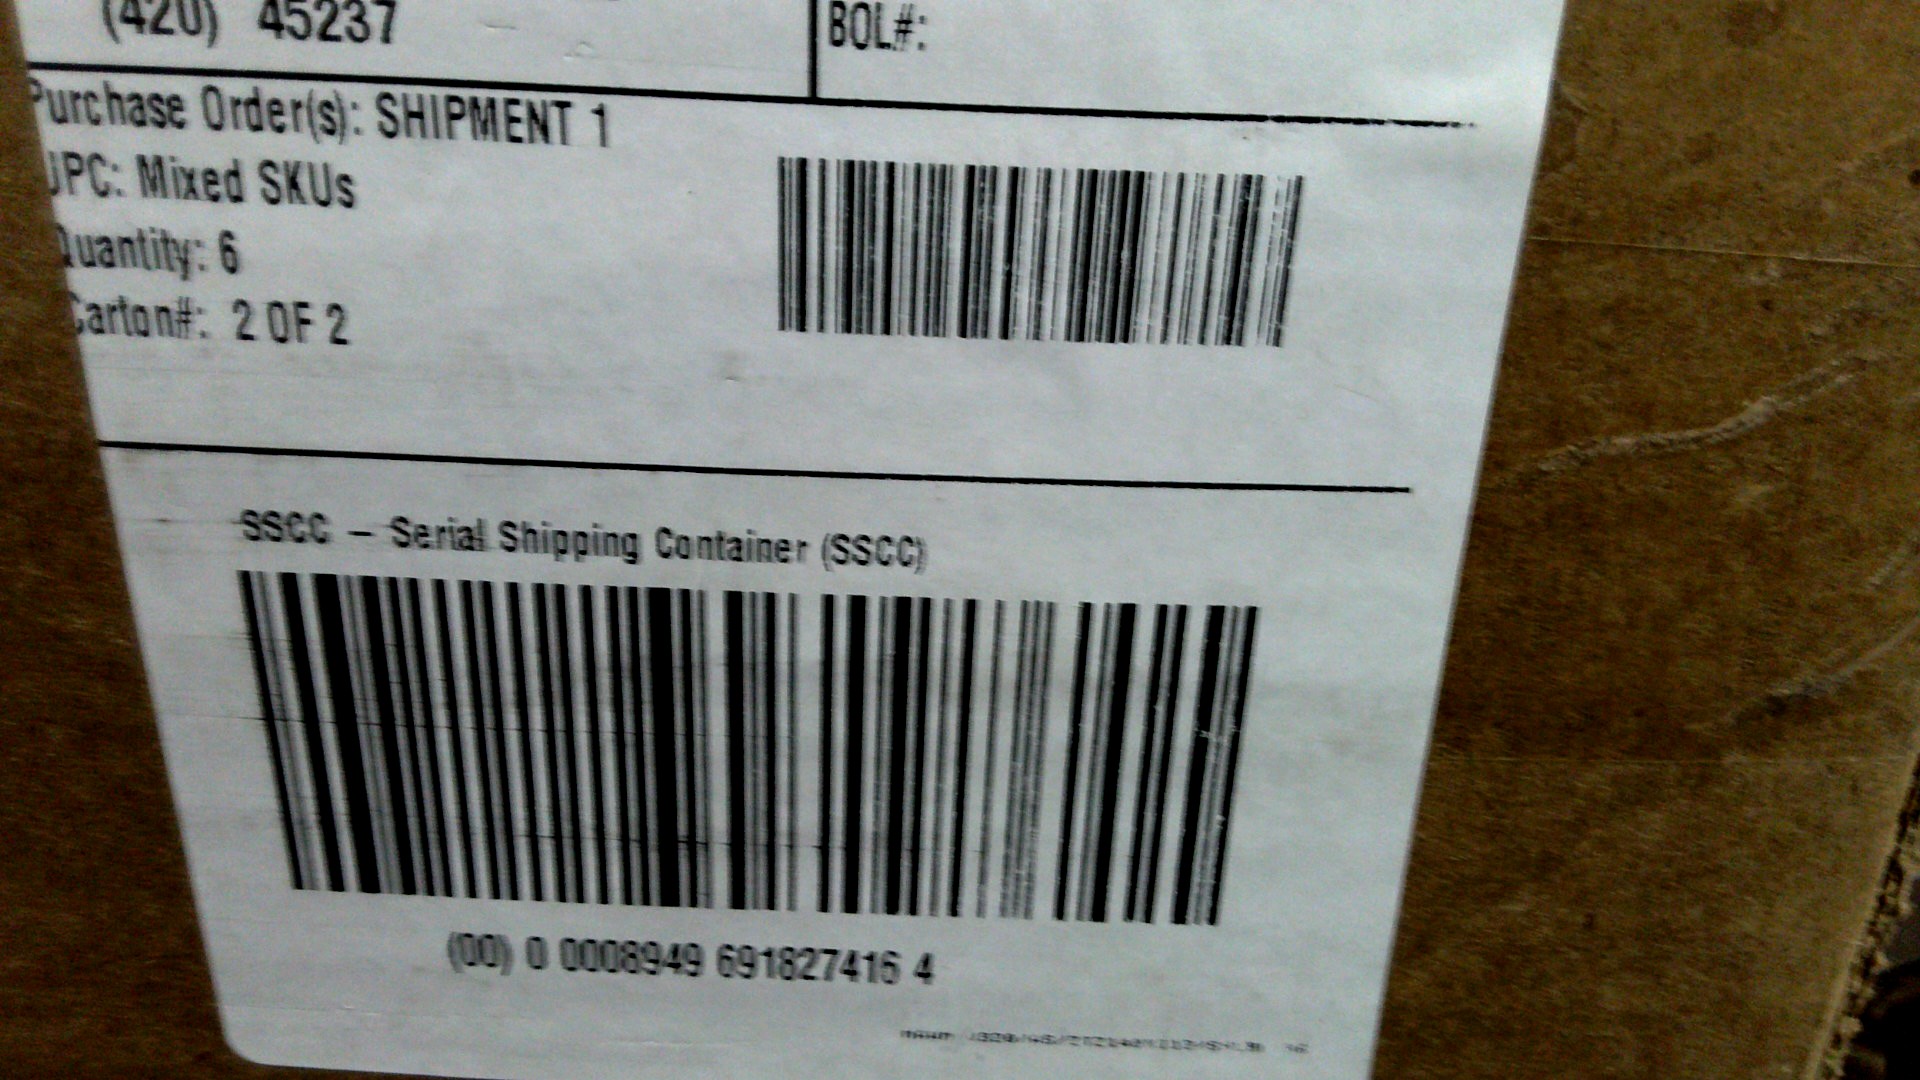 (420) 45237
BOL#:
Purchase Order(s): SHIPMENT 1
UPC: Mixed SKUs
Quantity: 6
Carton#: 2 OF 2
SSCC – Serial Shipping Container (SSCC)
(00) 0 0008949 691827416 4